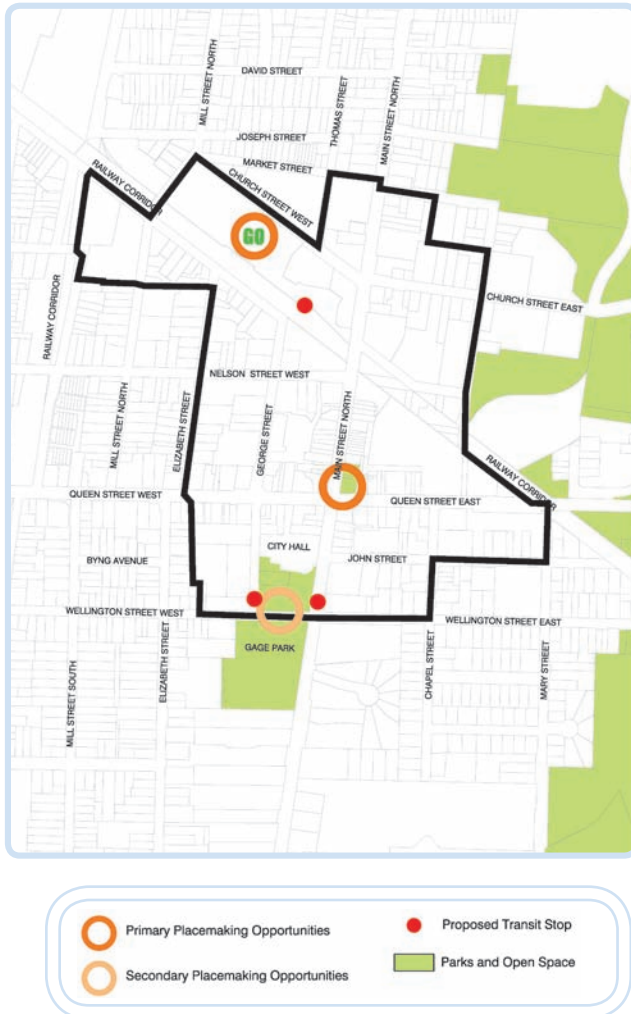 DAVID STREET
MILL STREET NORTH
THOMAS STREET
MAIN STREET NORTH
JOSEPH STREET
MARKET STREET
RAILWAY CORRIDOR
CHURCH STREET WEST
GO
RAILWAY CORRIDOR
CHURCH STREET EAST
NELSON STREET WEST
MILL STREET NORTH
ELIZABETH STREET
GEORGE STREET
MAIN STREET NORTH
RAILWAY CORRIDOR
QUEEN STREET WEST
QUEEN STREET EAST
CITY HALL
JOHN STREET
BYNG AVENUE
WELLINGTON STREET WEST
WELLINGTON STREET EAST
GAGE PARK
MILL STREET SOUTH
ELIZABETH STREET
CHAPEL STREET
MARY STREET
Primary Placemaking Opportunities
Secondary Placemaking Opportunities
Proposed Transit Stop
Parks and Open Space